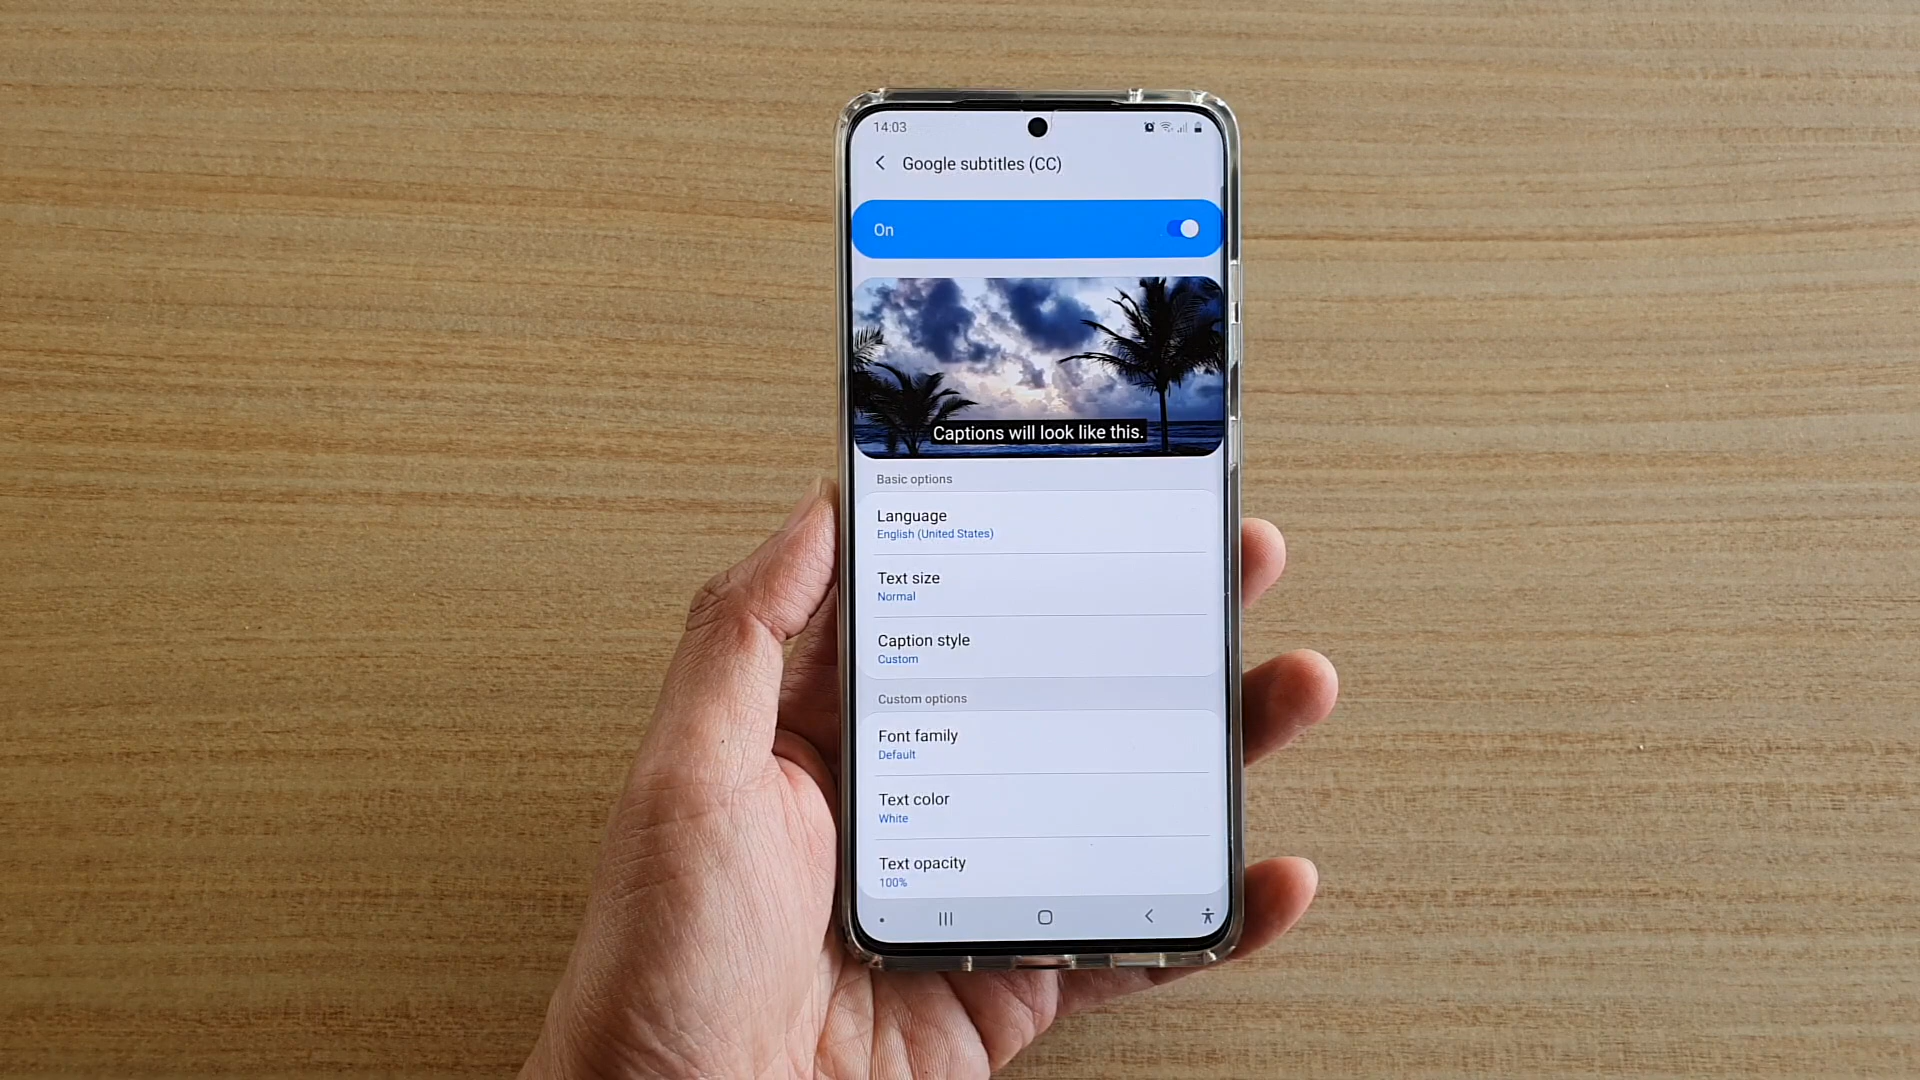 14:03
Google subtitles (CC)
On
Captions will look like this.
Basic options
Language
English (United States)
Text size
Normal
Caption style
Custom
Custom options
Font family
Default
Text color
White
Text opacity
100%